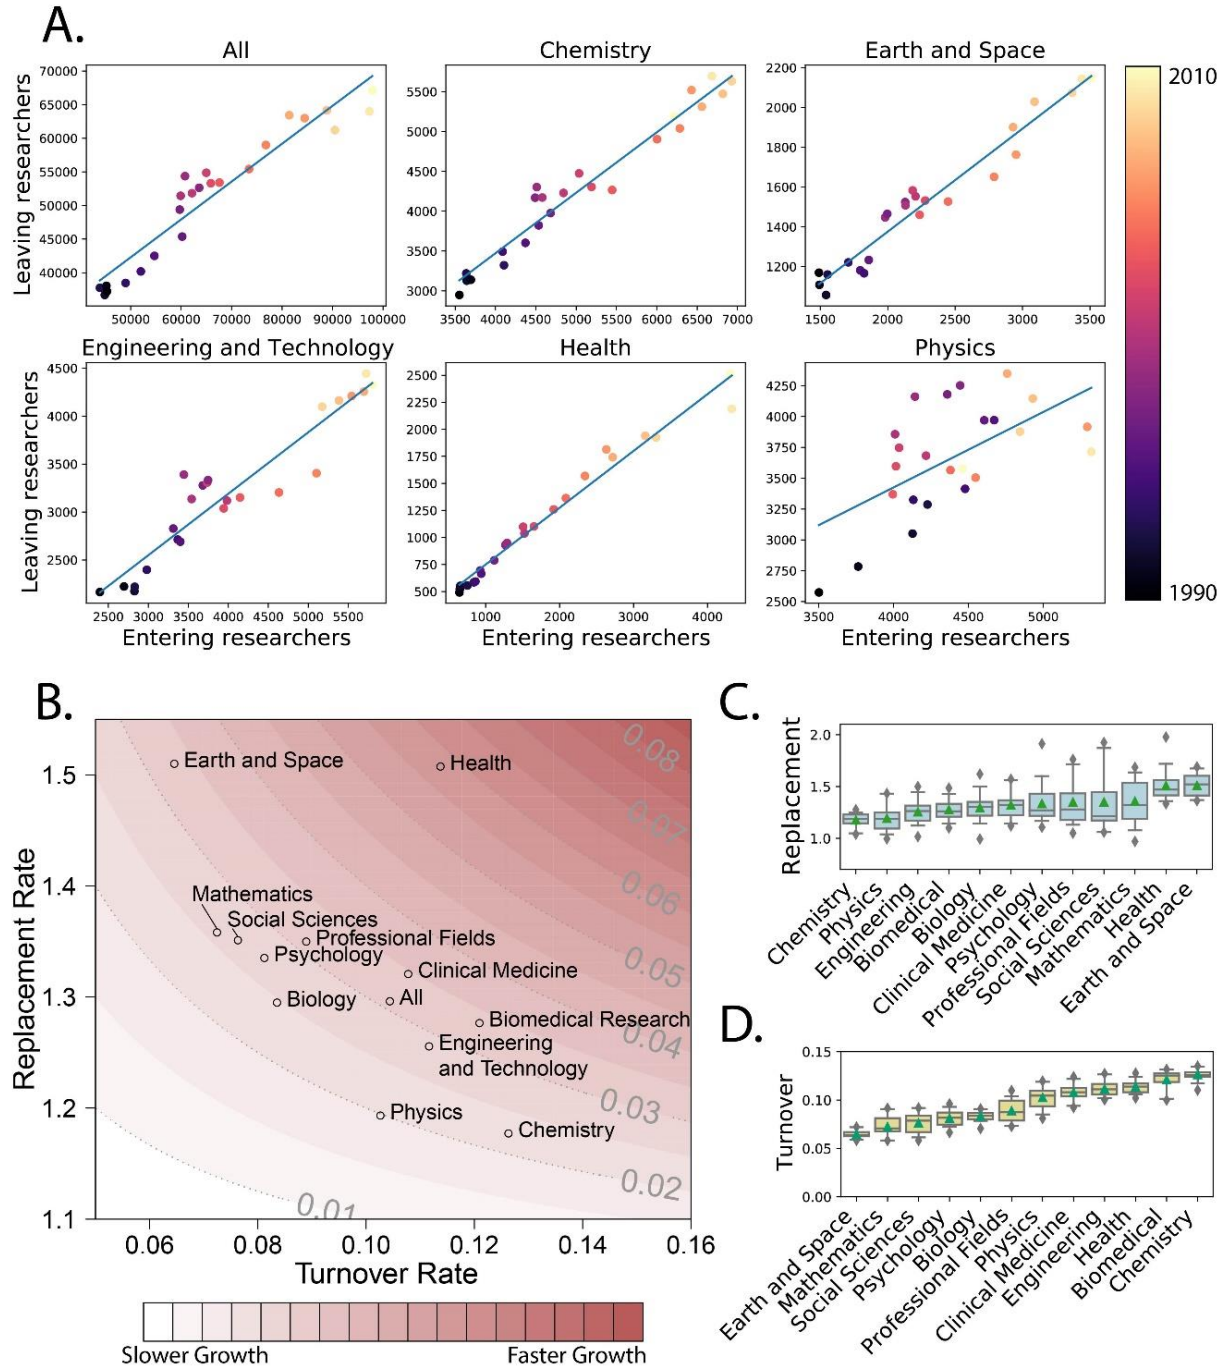 A.
All
Chemistry
Earth and Space
70000
65000
60000
55000
50000
45000
40000
Leaving researchers
50000 60000 70000 80000 90000 100000
5500
5000
4500
4000
3500
3000
3500 4000 4500 5000 5500 6000 6500 7000
2200
2000
1800
1600
1400
1200
1500 2000 2500 3000 3500
2010
1990
Engineering and Technology
Health
Physics
4500
4000
3500
3000
2500
Leaving researchers
2500 3000 3500 4000 4500 5000 5500
Entering researchers
2500
2250
2000
1750
1500
1250
1000
750
500
1000 2000 3000 4000
Entering researchers
4250
4000
3750
3500
3250
3000
2750
2500
3500 4000 4500 5000
Entering researchers
B.
Replacement Rate
1.5
1.4
1.3
1.2
1.1
Earth and Space
Health
Mathematics
Social Sciences
Professional Fields
Psychology
Clinical Medicine
Biology
All
Biomedical Research
Engineering
and Technology
Physics
Chemistry
0.08
0.07
0.06
0.05
0.04
0.03
0.02
0.01
0.06 0.08 0.10 0.12 0.14 0.16
Turnover Rate
Slower Growth
Faster Growth
C.
Replacement
2.0
1.5
1.0
Chemistry
Physics
Engineering
Biomedical
Biology
Clinical Medicine
Psychology
Professional Fields
Social Sciences
Mathematics
Health
Earth and Space
D.
Turnover
0.15
0.10
0.05
0.00
Earth and Space
Mathematics
Social Sciences
Psychology
Biology
Professional Fields
Physics
Clinical Medicine
Engineering
Health
Biomedical
Chemistry